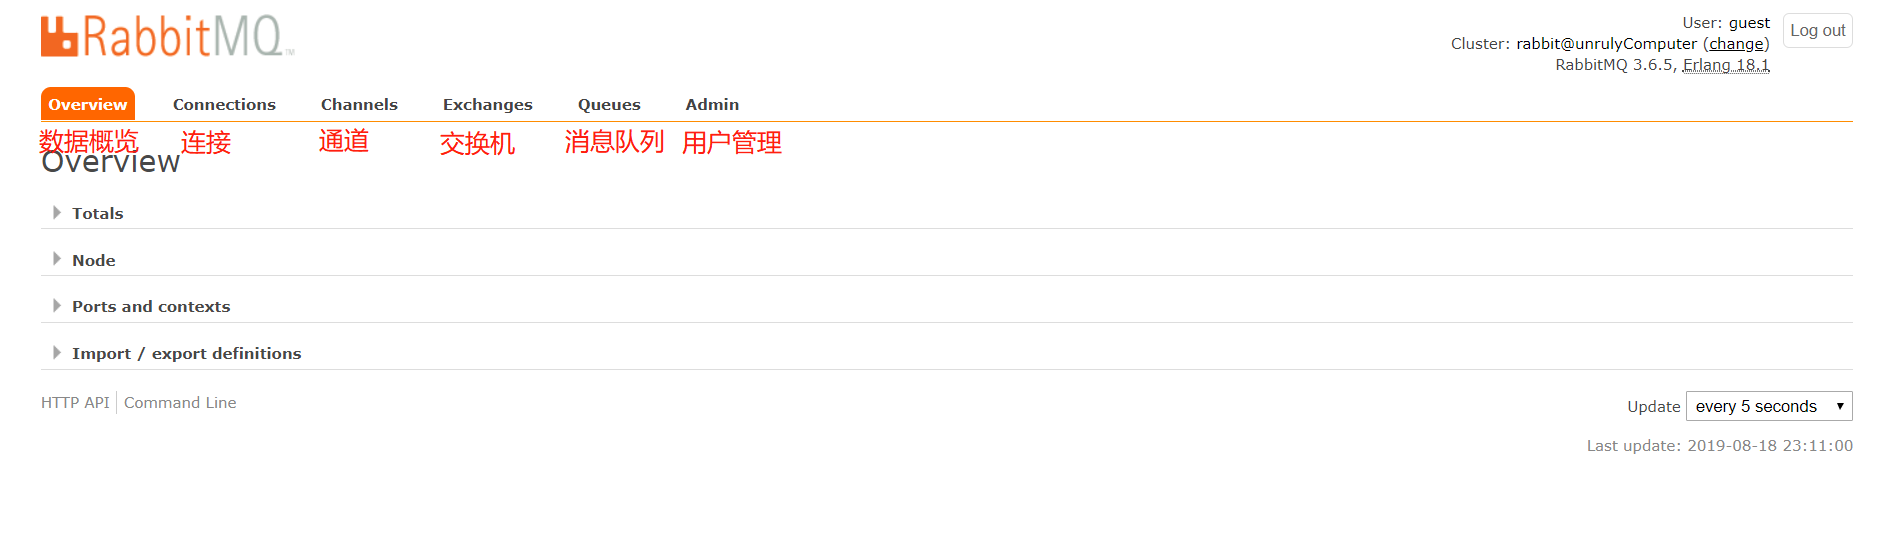 RabbitMQ™
User: guest
Cluster: rabbit@unrulyComputer (change)
RabbitMQ 3.6.5, Erlang 18.1
Log out
Overview Connections Channels Exchanges Queues Admin
数据概览 连接 通道 交换机 消息队列 用户管理
Overview
Totals
Node
Ports and contexts
Import / export definitions
HTTP API Command Line
Update every 5 seconds
Last update: 2019-08-18 23:11:00